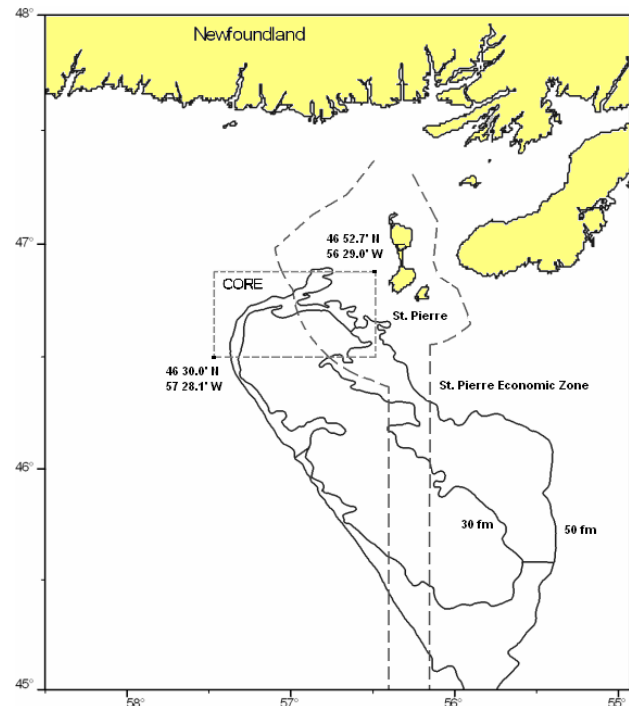 48°
Newfoundland
47°
46 52.7' N
56 29.0' W
CORE
St. Pierre
46 30.0' N
57 28.1' W
St. Pierre Economic Zone
46°
30 fm
50 fm
45°
58°
57°
56°
55°